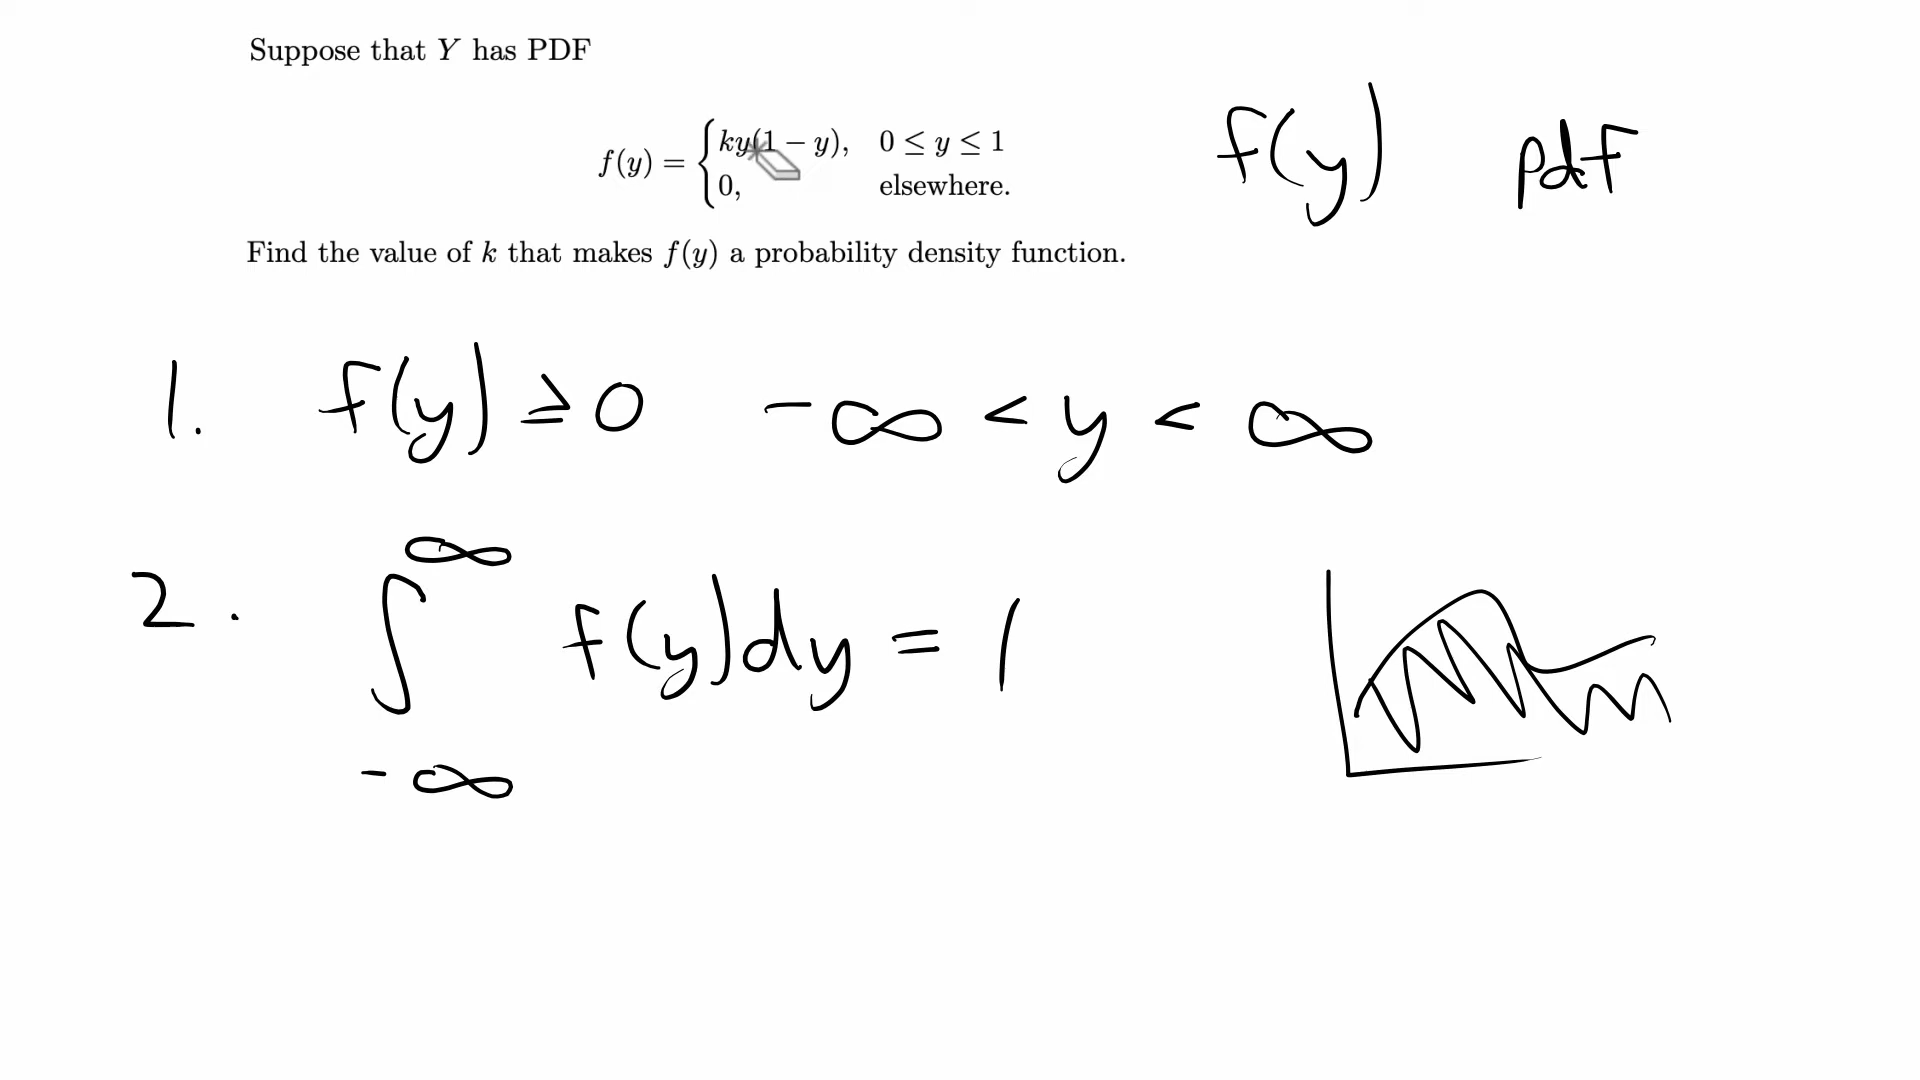 Suppose that Y has PDF
f(y) = { ky(1 − y), 0 ≤ y ≤ 1
0, elsewhere.
f(y) pdf
Find the value of k that makes f(y) a probability density function.
1. f(y) ≥ 0 -∞ < y < ∞
2. ∫_{-∞}^{∞} f(y)dy = 1